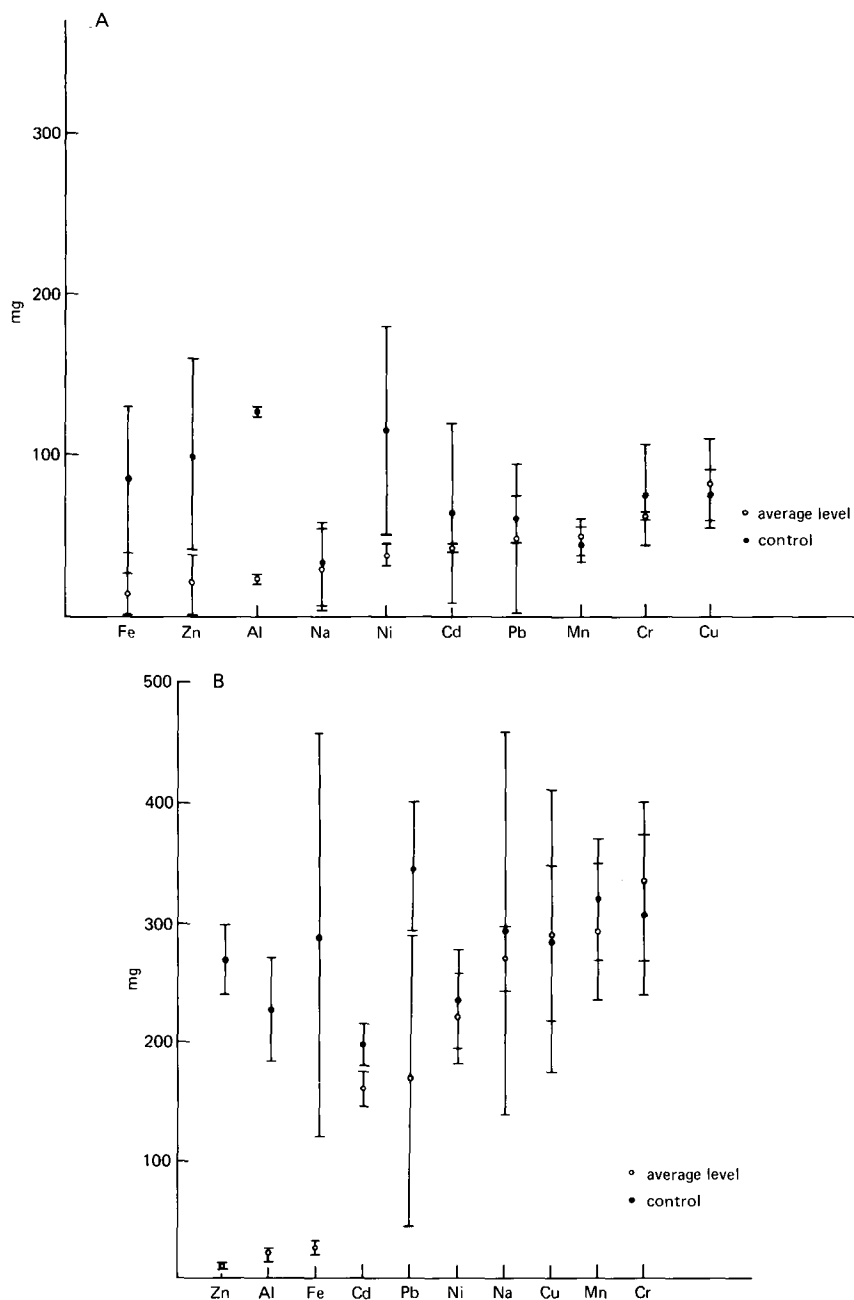 A
300
200
mg
100
average level
control
Fe Zn Al Na Ni Cd Pb Mn Cr Cu
B
500
400
300
mg
200
100
average level
control
Zn Al Fe Cd Pb Ni Na Cu Mn Cr